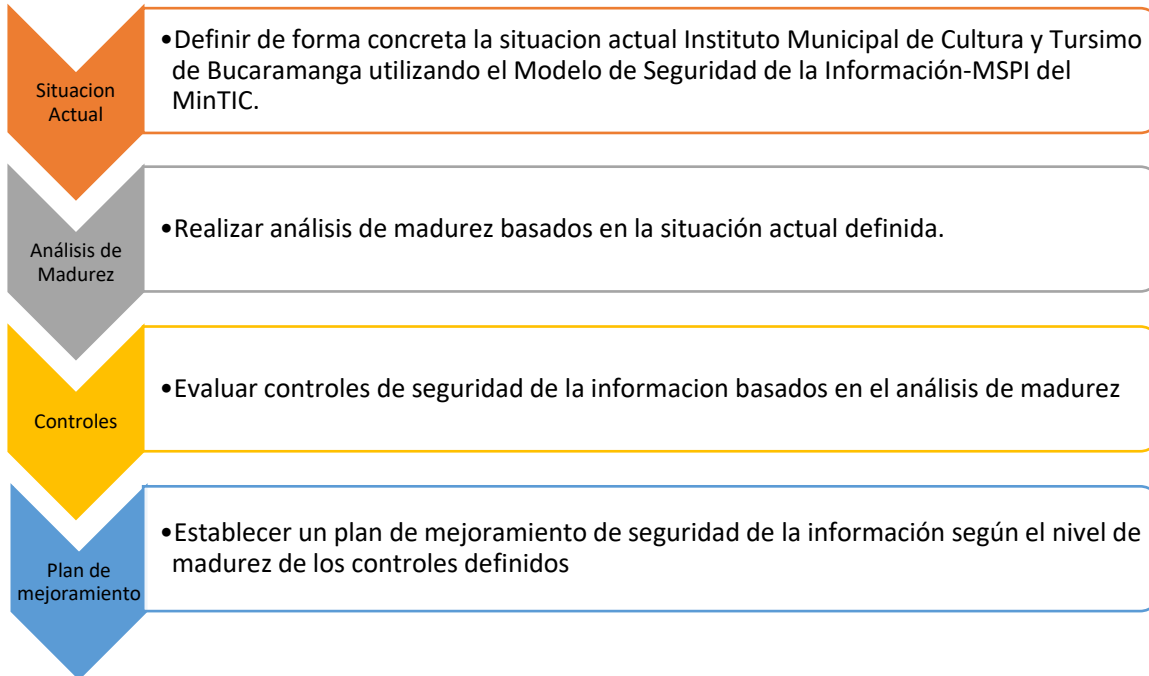 Situacion
Actual
•Definir de forma concreta la situacion actual Instituto Municipal de Cultura y Tursimo
de Bucaramanga utilizando el Modelo de Seguridad de la Información-MSPI del
MinTIC.
Análisis de
Madurez
•Realizar análisis de madurez basados en la situación actual definida.
Controles
•Evaluar controles de seguridad de la informacion basados en el análisis de madurez
Plan de
mejoramiento
•Establecer un plan de mejoramiento de seguridad de la información según el nivel de
madurez de los controles definidos